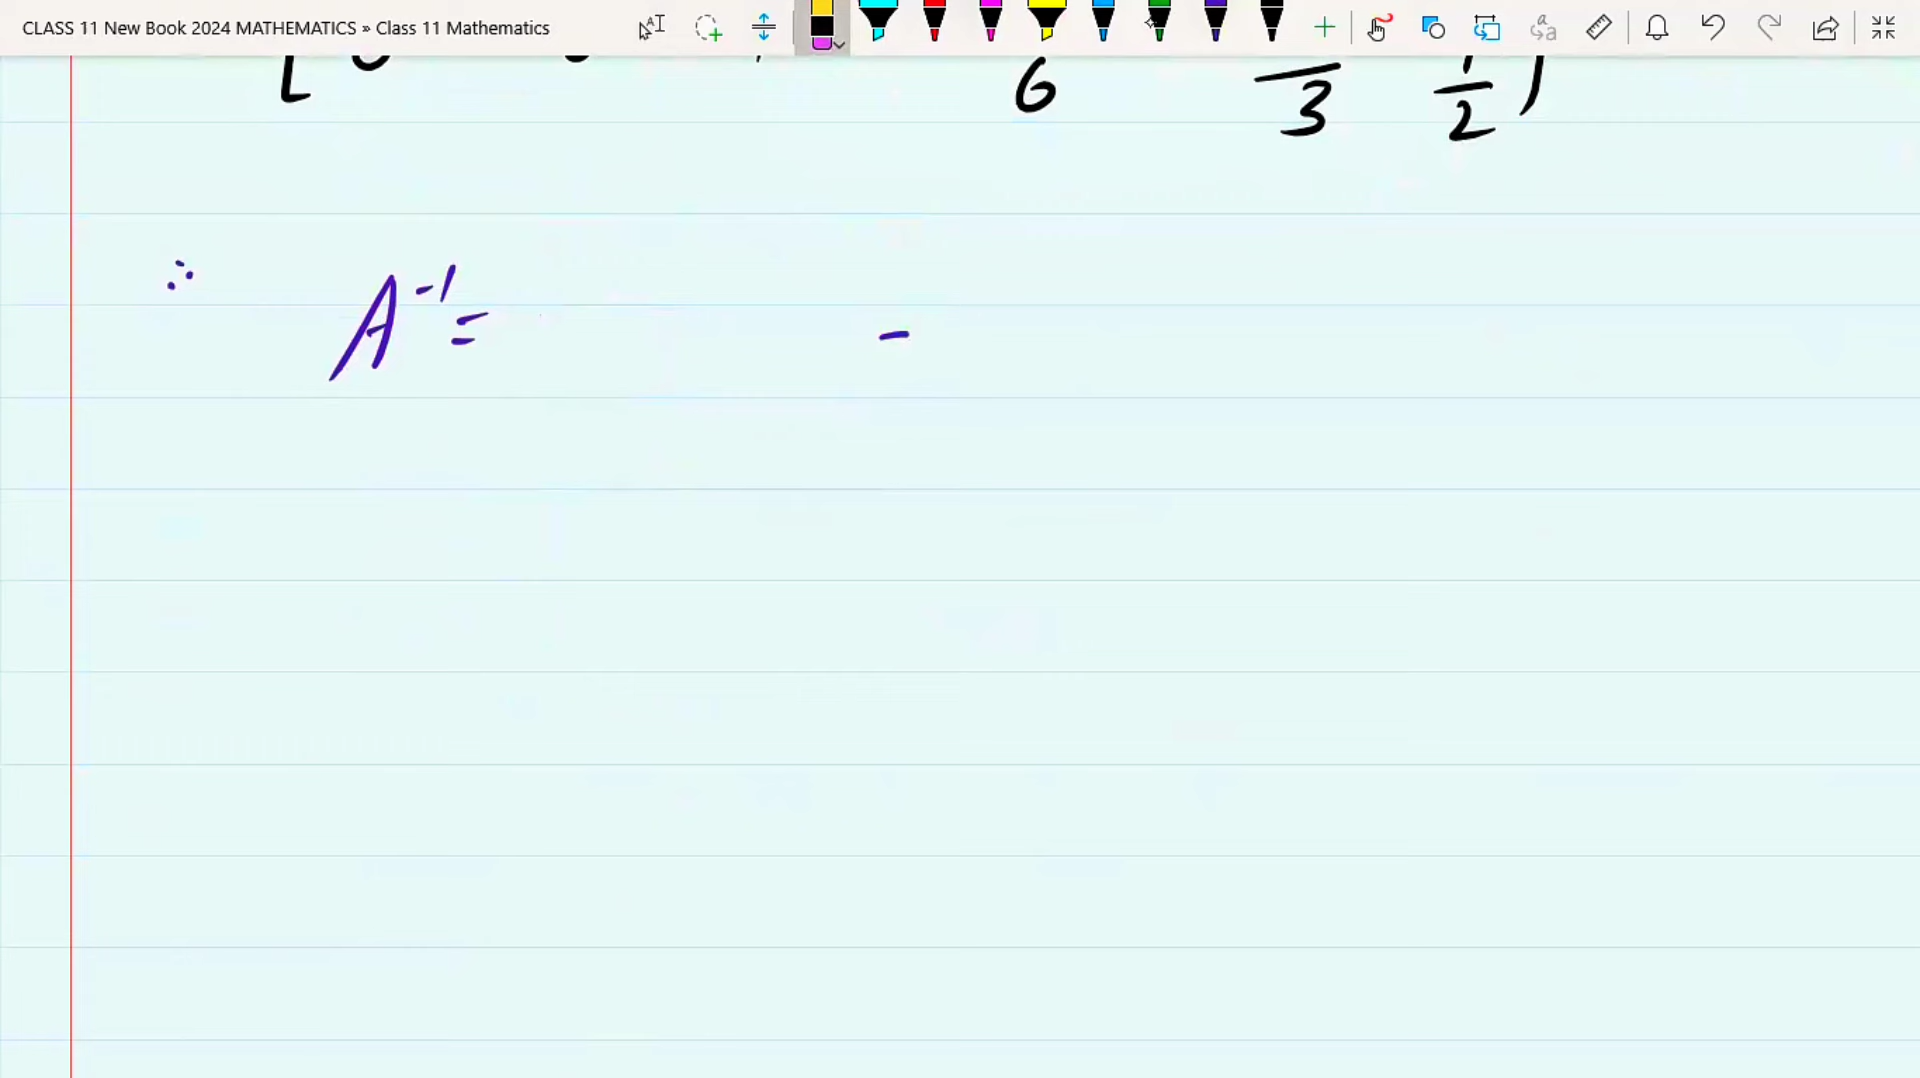 CLASS 11 New Book 2024 MATHEMATICS » Class 11 Mathematics
6 3 1/2
∴ A⁻¹ = -